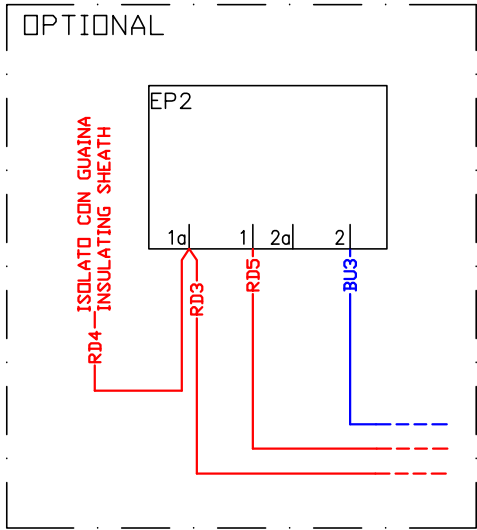 OPTIONAL
EP2
1a 1 2a 2
ISOLATO CON GUAINA
INSULATING SHEATH
RD4
RD3
RD5
BU3